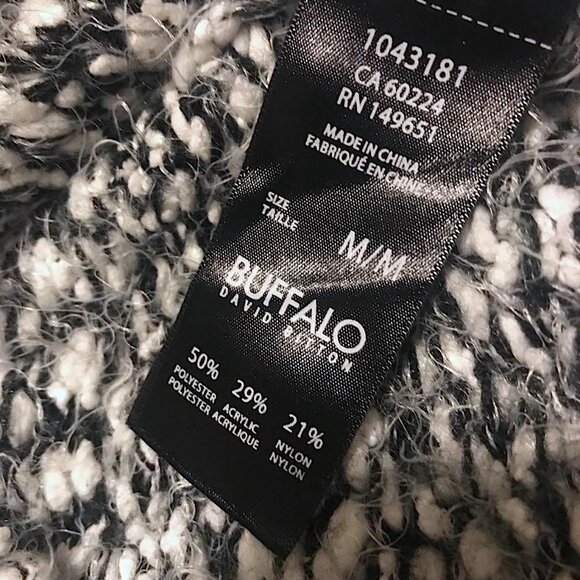 1043181
CA 60224
RN 149651
MADE IN CHINA
FABRIQUÉ EN CHINE
SIZE
TAILLE
M/M
BUFFALO
DAVID BITTON
50% 29% 21%
POLYESTER ACRYLIC NYLON
POLYESTER ACRYLIQUE NYLON